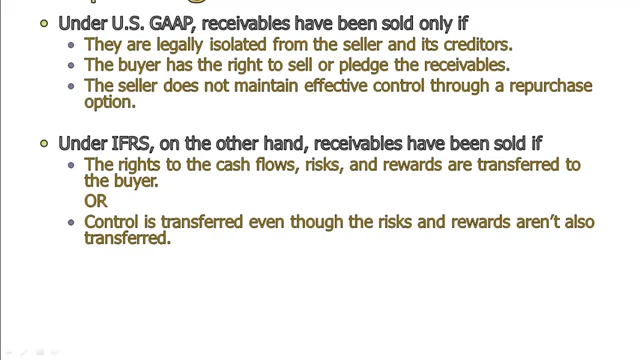 Under U.S. GAAP, receivables have been sold only if
They are legally isolated from the seller and its creditors.
The buyer has the right to sell or pledge the receivables.
The seller does not maintain effective control through a repurchase
option.
Under IFRS, on the other hand, receivables have been sold if
The rights to the cash flows, risks, and rewards are transferred to
the buyer.
OR
Control is transferred even though the risks and rewards aren't also
transferred.